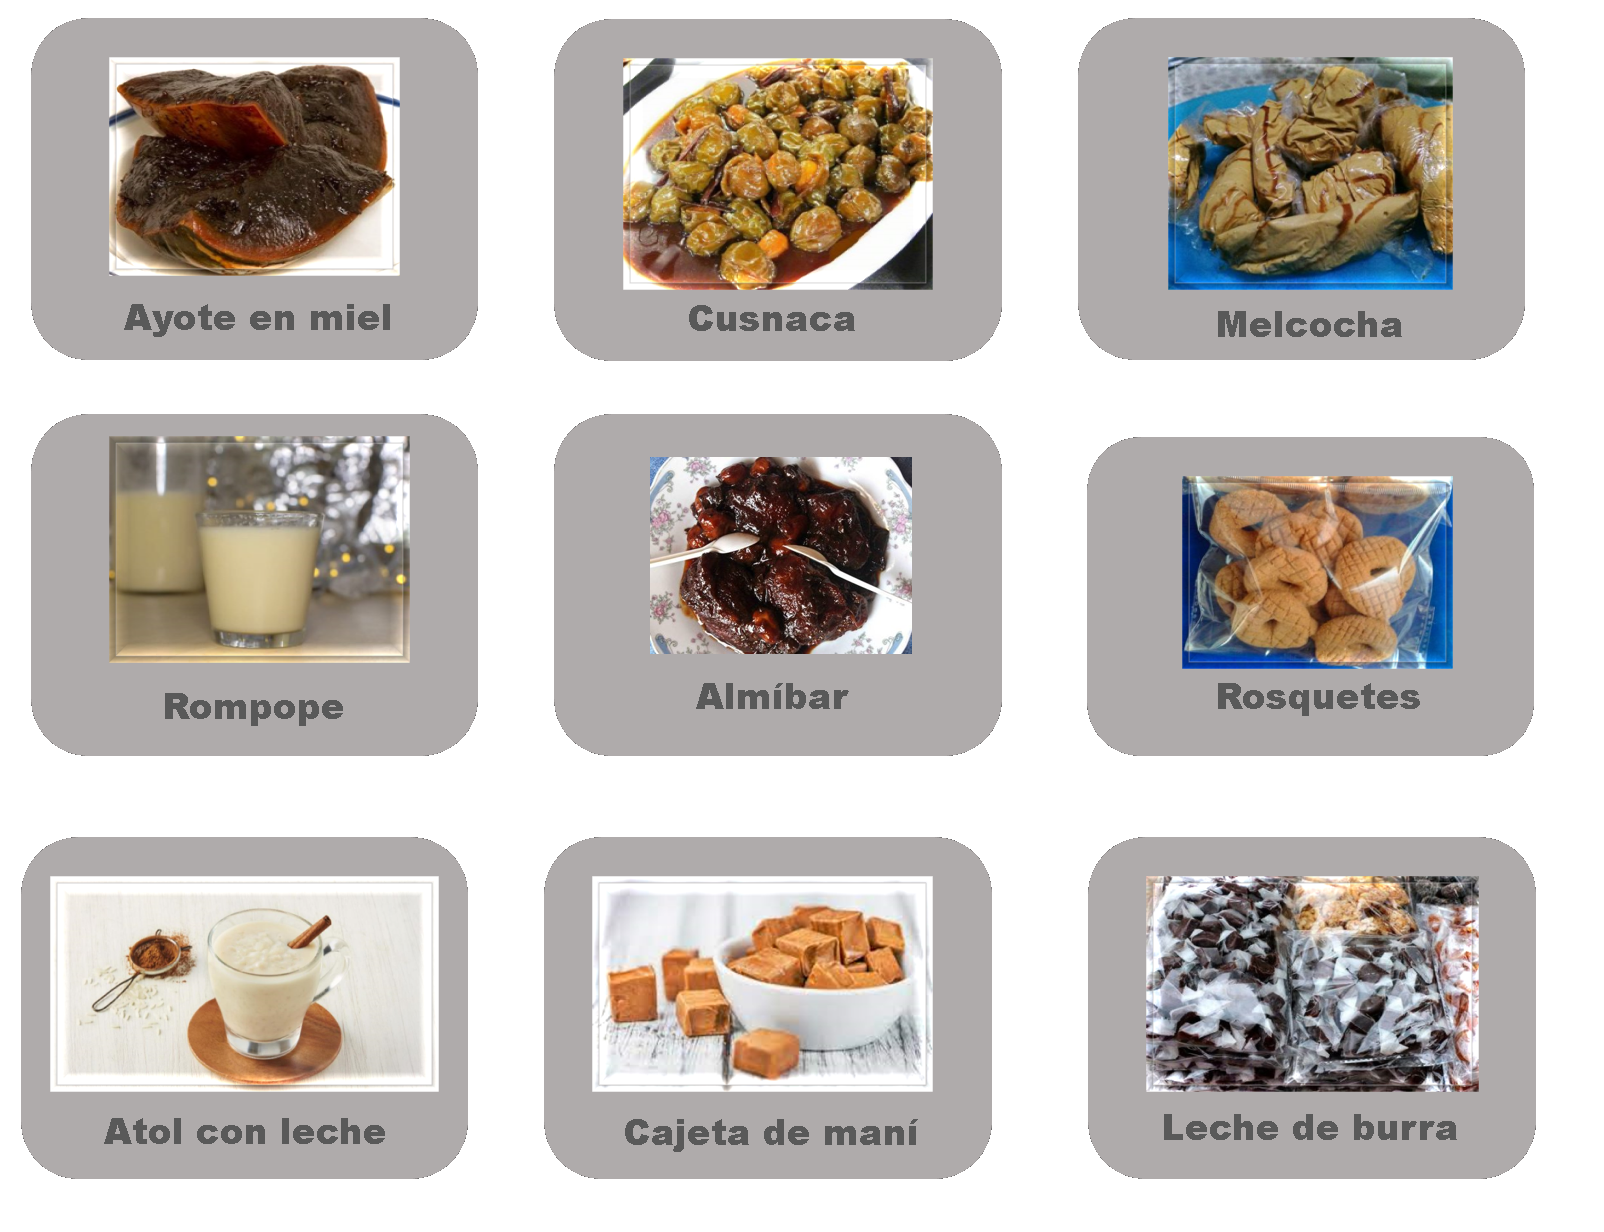 Ayote en miel
Cusnaca
Melcocha
Rompope
Almíbar
Rosquetes
Atol con leche
Cajeta de maní
Leche de burra